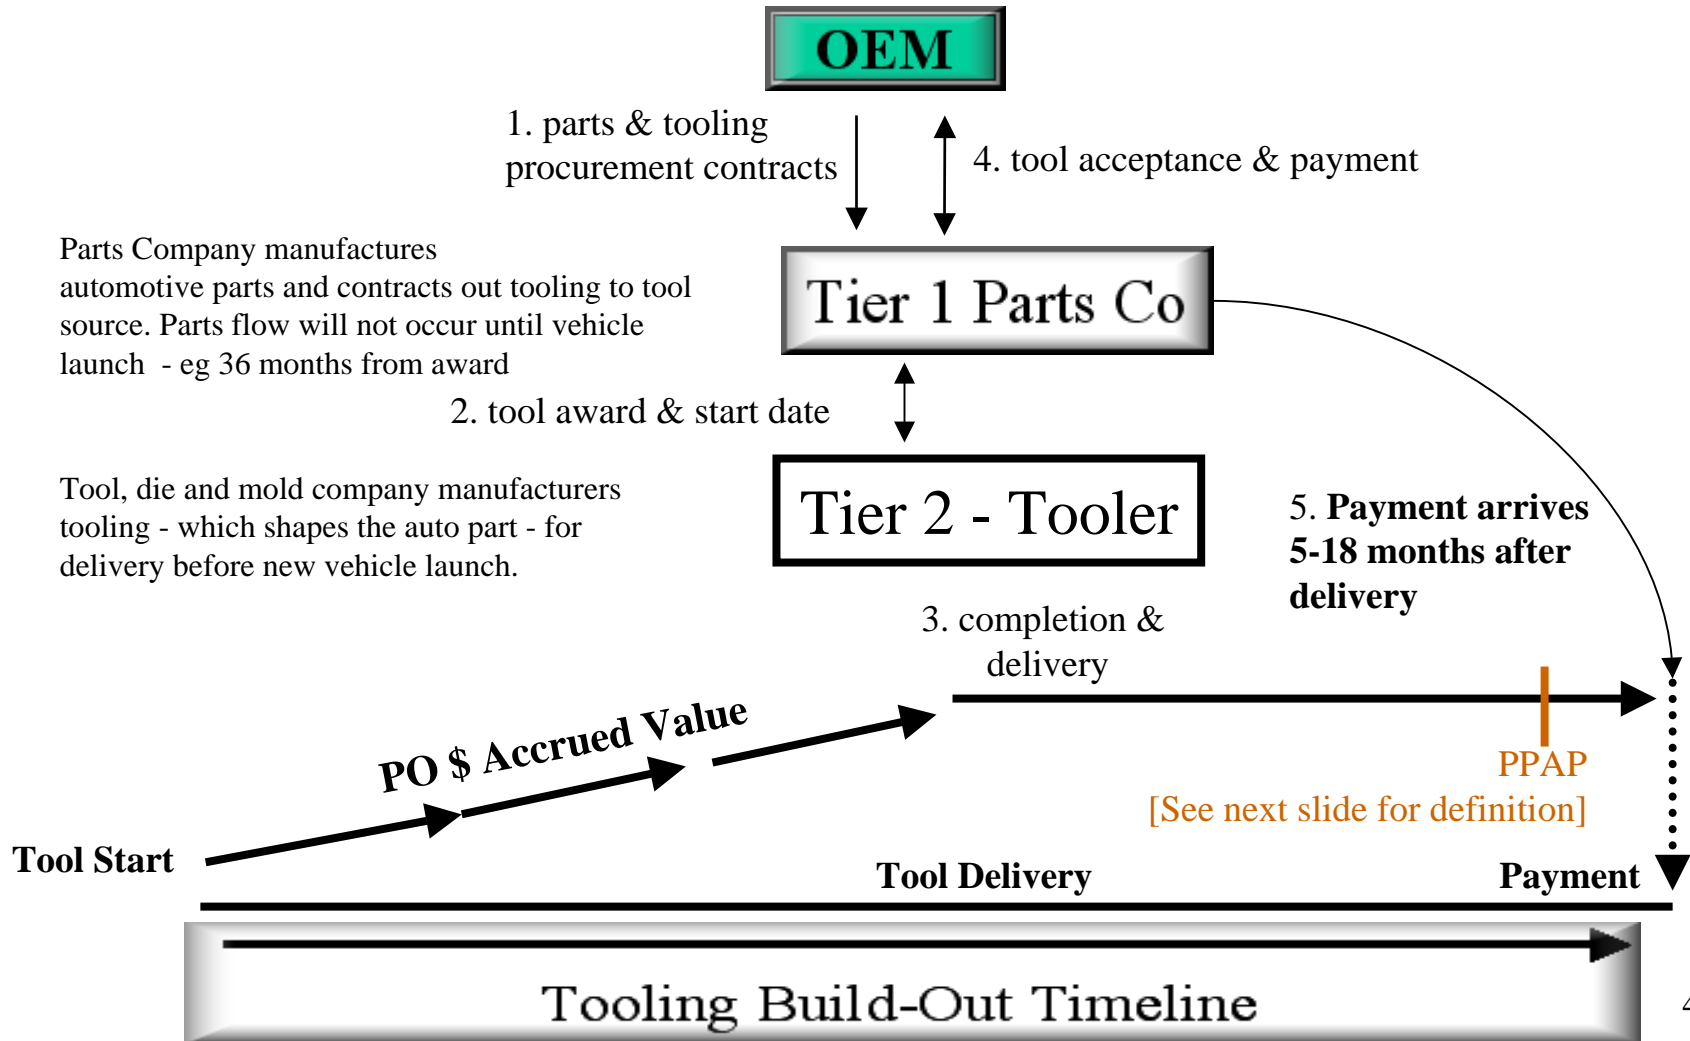 OEM
1. parts & tooling
procurement contracts
4. tool acceptance & payment
Parts Company manufactures
automotive parts and contracts out tooling to tool
source. Parts flow will not occur until vehicle
launch - eg 36 months from award
Tier 1 Parts Co
2. tool award & start date
Tool, die and mold company manufacturers
tooling - which shapes the auto part - for
delivery before new vehicle launch.
Tier 2 - Tooler
5. Payment arrives
5-18 months after
delivery
3. completion &
delivery
PO $ Accrued Value
PPAP
[See next slide for definition]
Tool Start
Tool Delivery
Payment
Tooling Build-Out Timeline
4